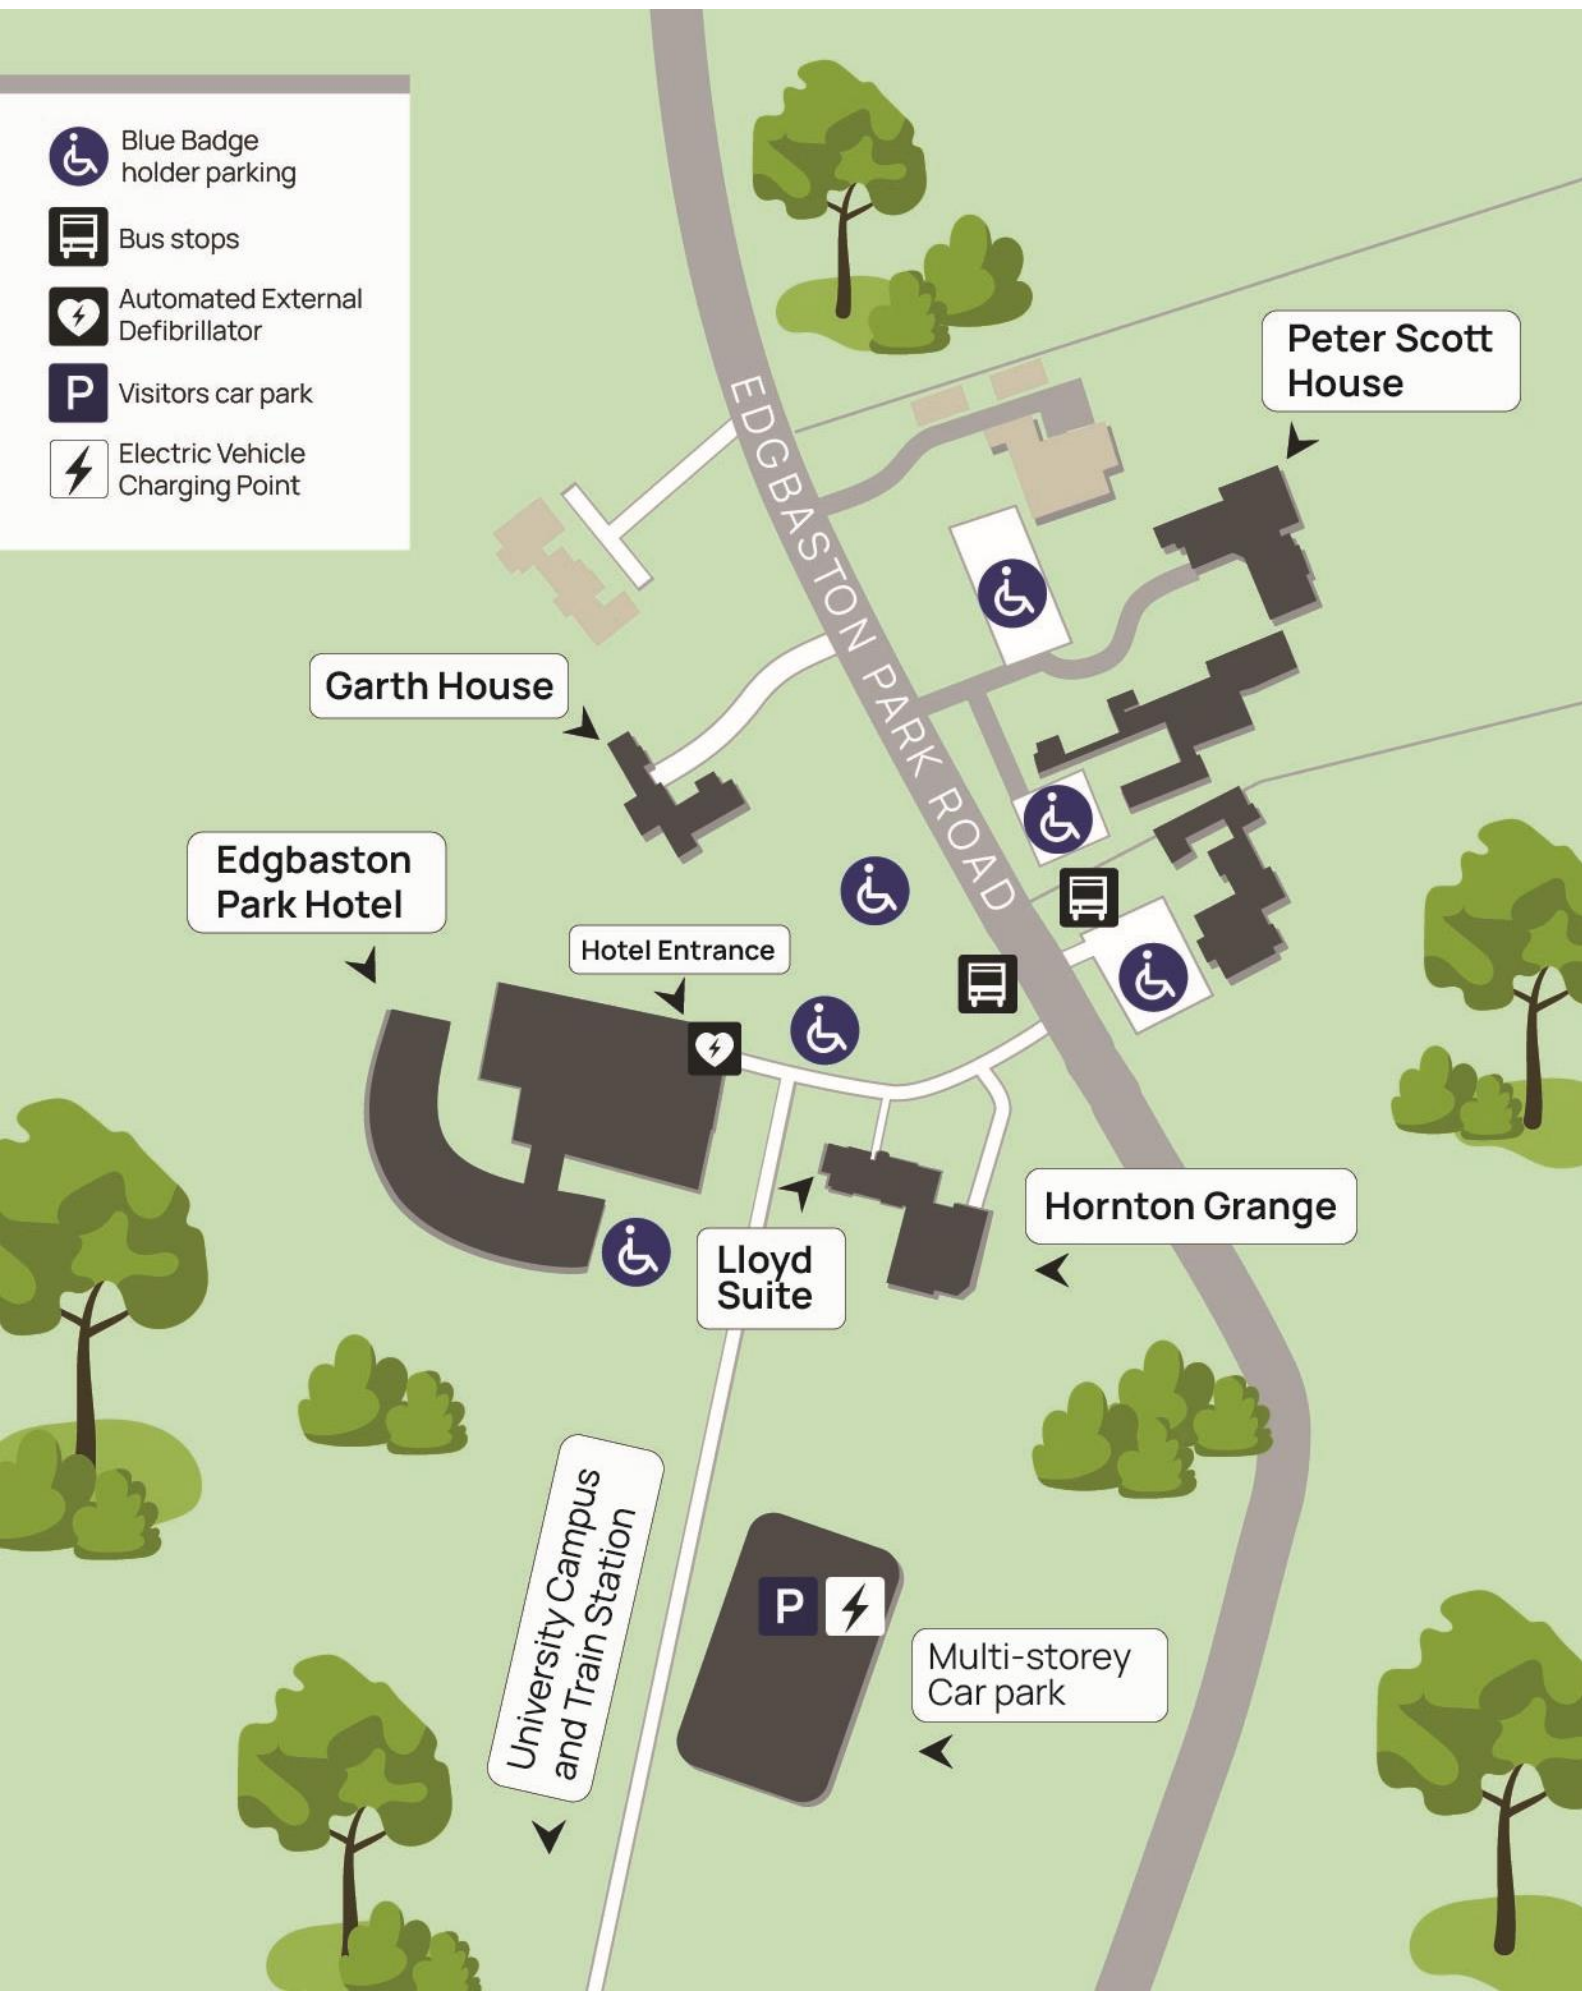 Blue Badge
holder parking
Bus stops
Automated External
Defibrillator
P
Visitors car park
Electric Vehicle
Charging Point
EDGBASTON PARK ROAD
Peter Scott
House
Garth House
Edgbaston
Park Hotel
Hotel Entrance
Hornton Grange
Lloyd
Suite
University Campus
and Train Station
P
Multi-storey
Car park